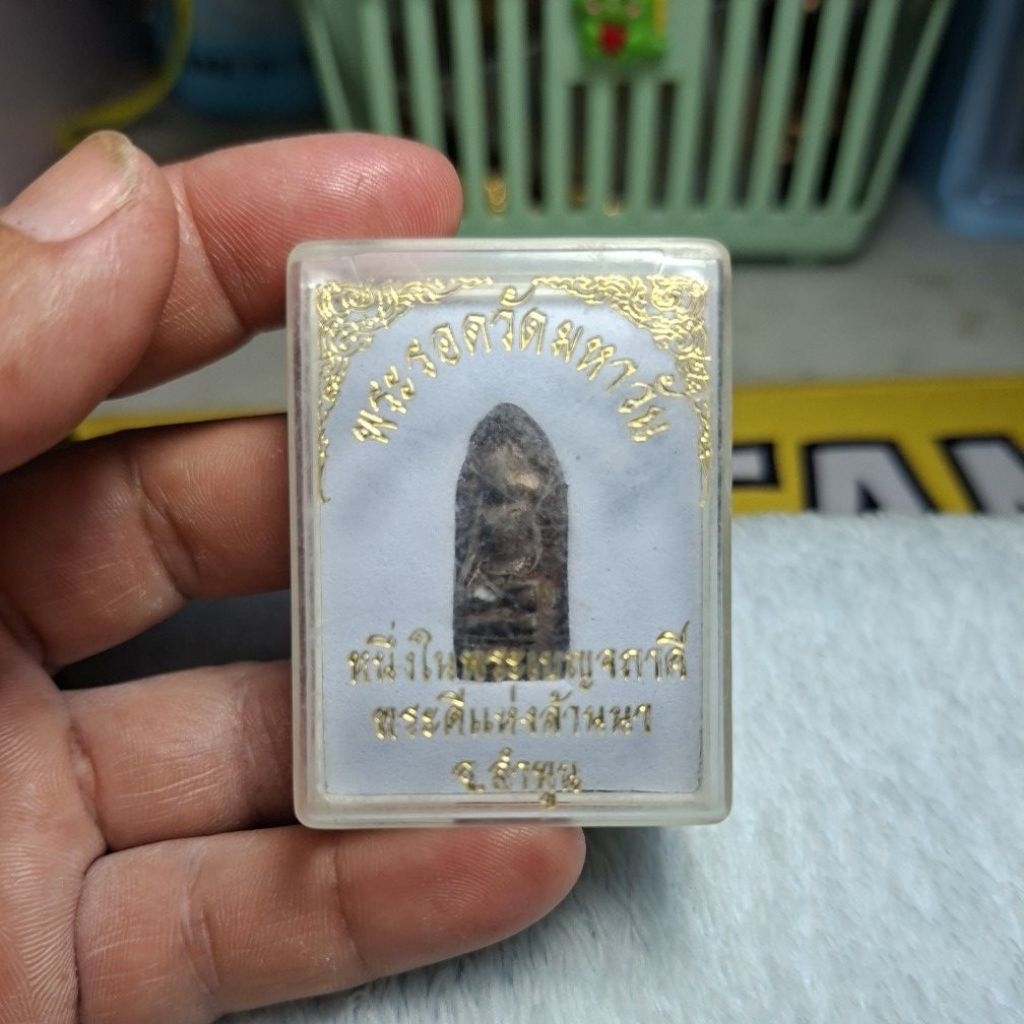 พระรอดวัดมหาวัน
หนึ่งในพระเบญจภาคี
พระดีแห่งล้านนา
จ.ลำพูน